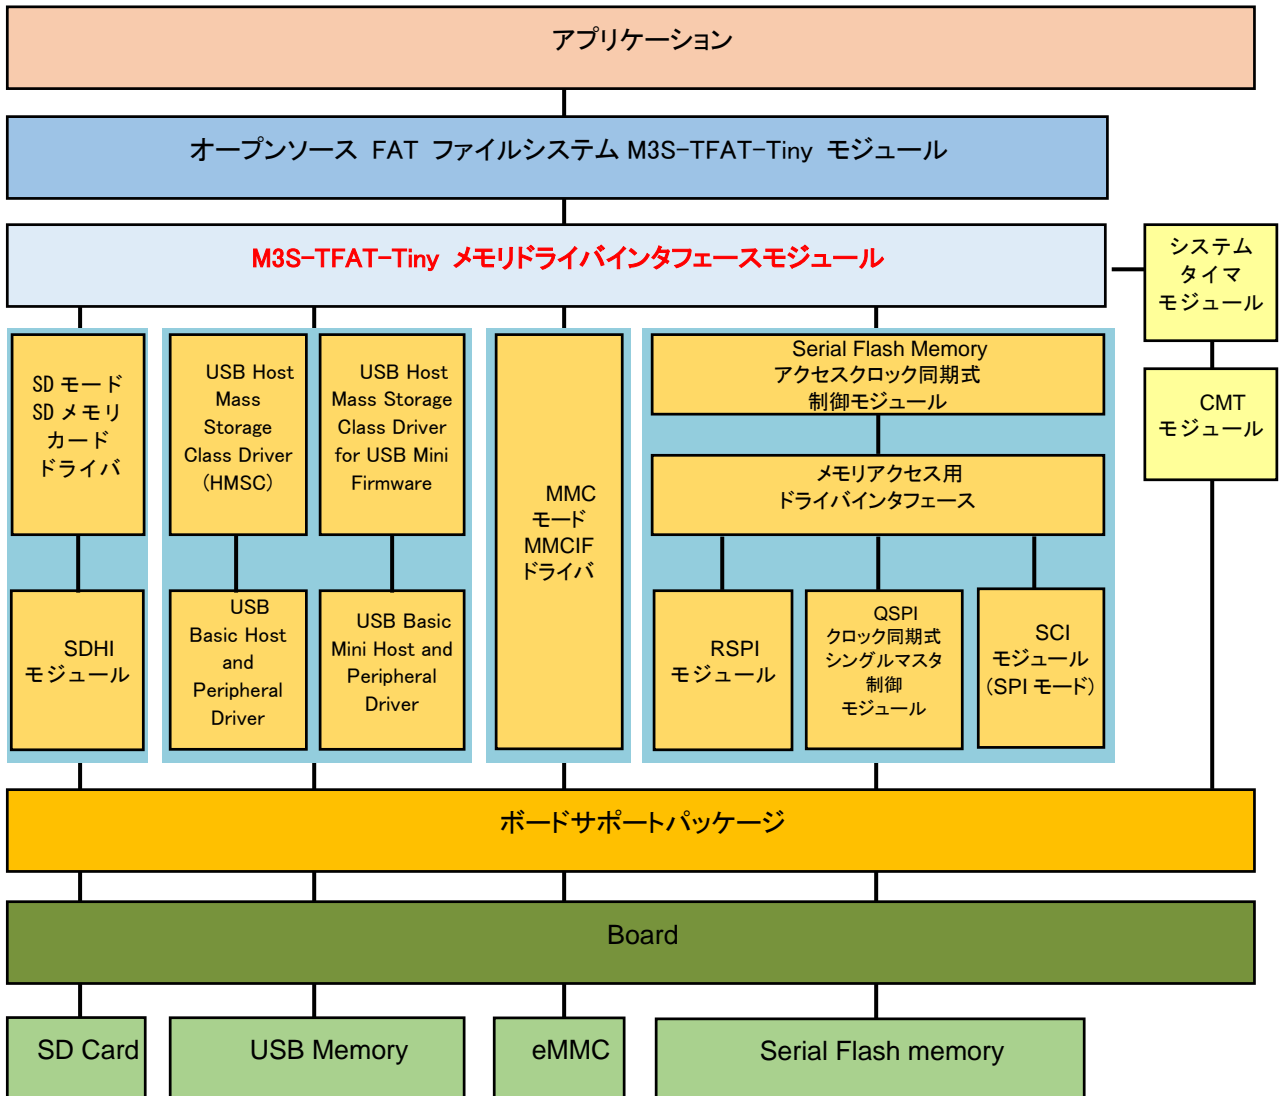 アプリケーション
オープンソース FAT ファイルシステム M3S-TFAT-Tiny モジュール
M3S-TFAT-Tiny メモリドライバインタフェースモジュール
システム
タイマ
モジュール
CMT
モジュール
SD モード
SD メモリ
カード
ドライバ
SDHI
モジュール
USB Host
Mass
Storage
Class Driver
(HMSC)
USB Host
Mass Storage
Class Driver
for USB Mini
Firmware
USB
Basic Host
and
Peripheral
Driver
USB Basic
Mini Host and
Peripheral
Driver
MMC
モード
MMCIF
ドライバ
Serial Flash Memory
アクセスクロック同期式
制御モジュール
メモリアクセス用
ドライバインタフェース
RSPI
モジュール
QSPI
クロック同期式
シングルマスタ
制御
モジュール
SCI
モジュール
(SPI モード)
ボードサポートパッケージ
Board
SD Card
USB Memory
eMMC
Serial Flash memory